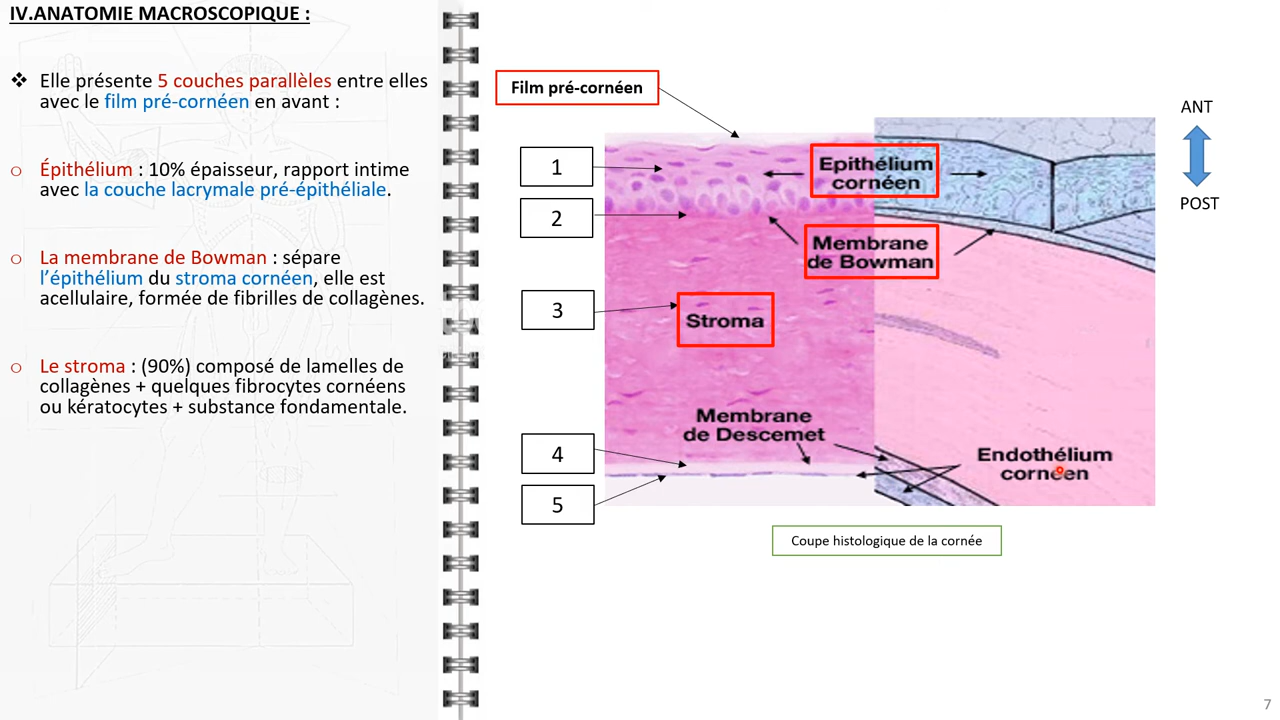 IV.ANATOMIE MACROSCOPIQUE :
❖ Elle présente 5 couches parallèles entre elles
avec le film pré-cornéen en avant :
o Épithélium : 10% épaisseur, rapport intime
avec la couche lacrymale pré-épithéliale.
o La membrane de Bowman : sépare
l’épithélium du stroma cornéen, elle est
acellulaire, formée de fibrilles de collagènes.
o Le stroma : (90%) composé de lamelles de
collagènes + quelques fibrocytes cornéens
ou kératocytes + substance fondamentale.
Film pré-cornéen
1
2
3
4
5
Epithélium
cornéen
Membrane
de Bowman
Stroma
Membrane
de Descemet
Endothélium
cornéen
ANT
POST
Coupe histologique de la cornée
7